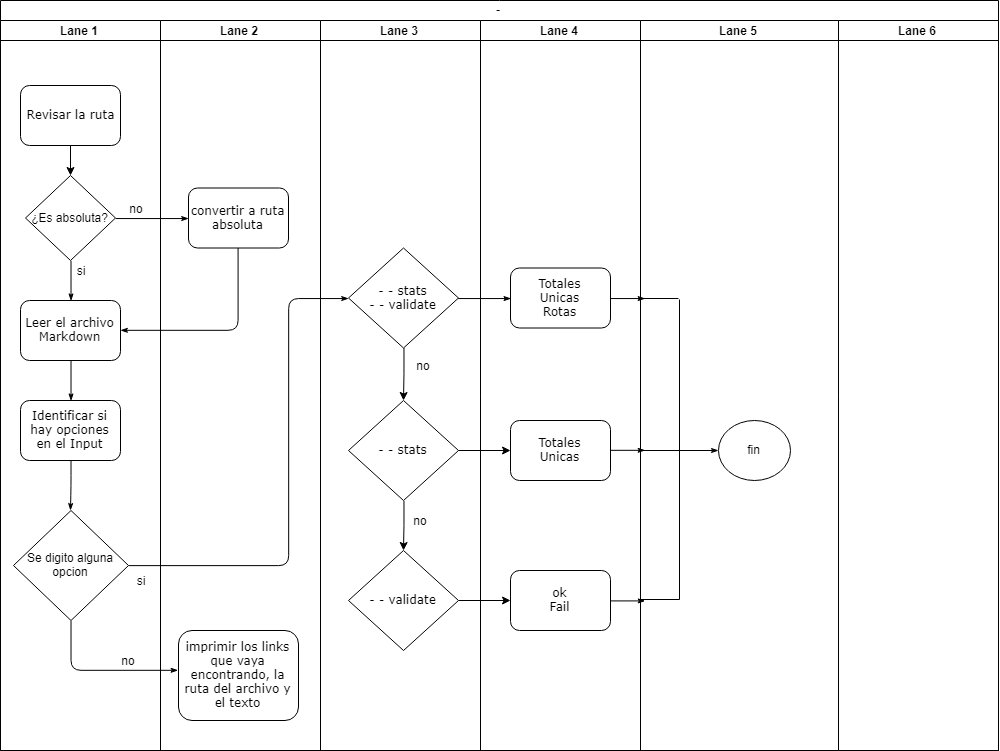 -
Lane 1
Lane 2
Lane 3
Lane 4
Lane 5
Lane 6
Revisar la ruta
¿Es absoluta?
no
convertir a ruta
absoluta
si
Leer el archivo
Markdown
Identificar si
hay opciones
en el Input
Se digito alguna
opcion
si
no
imprimir los links
que vaya
encontrando, la
ruta del archivo y
el texto
- - stats
- - validate
Totales
Unicas
Rotas
no
- - stats
Totales
Unicas
no
- - validate
ok
Fail
fin